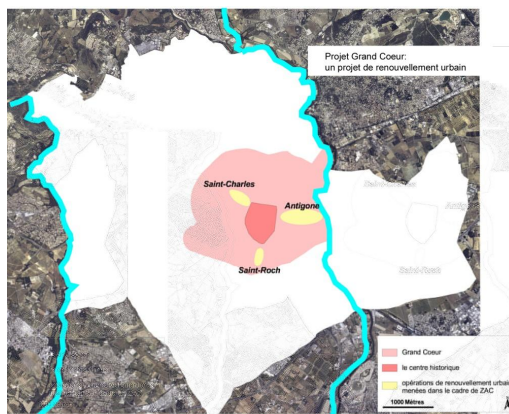 Projet Grand Coeur:
un projet de renouvellement urbain
Saint-Charles
Antigone
Saint-Roch
Grand Coeur
le centre historique
opérations de renouvellement urbain
menées dans le cadre de ZAC
1000 Mètres